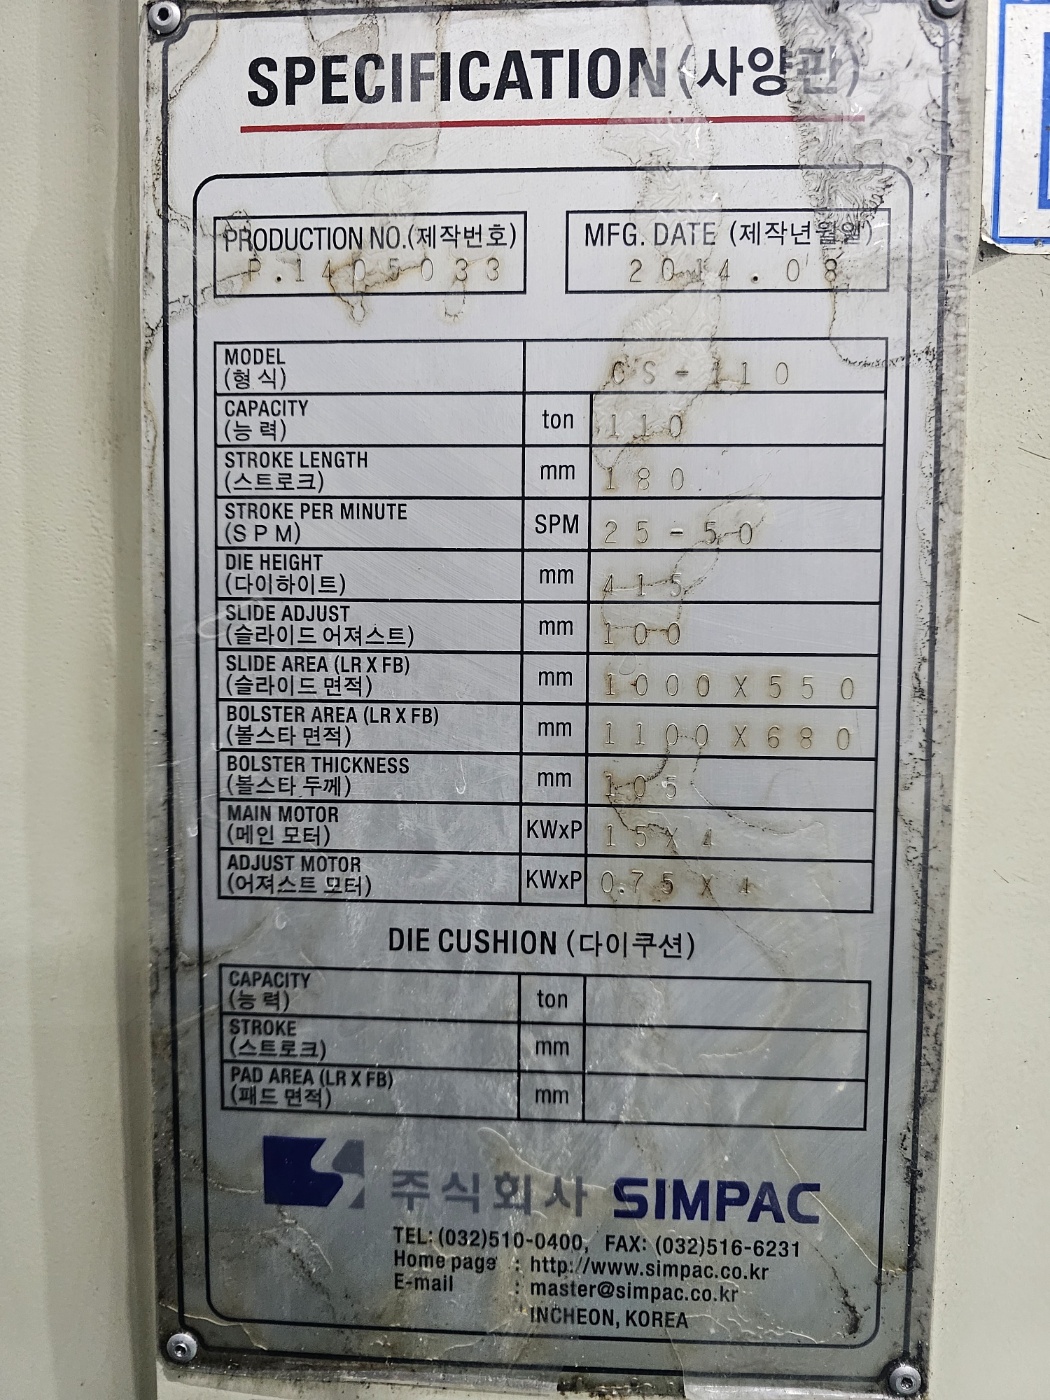 SPECIFICATION(사양판)
PRODUCTION NO.(제작번호)
P.1405033
MFG. DATE (제작년월일)
2014.08
MODEL
(형 식)
CS-110
CAPACITY
(능 력)
ton
110
STROKE LENGTH
(스트로크)
mm
180
STROKE PER MINUTE
(S P M)
SPM
25-50
DIE HEIGHT
(다이하이트)
mm
415
SLIDE ADJUST
(슬라이드 어져스트)
mm
100
SLIDE AREA (LR X FB)
(슬라이드 면적)
mm
1000X550
BOLSTER AREA (LR X FB)
(볼스타 면적)
mm
1100X680
BOLSTER THICKNESS
(볼스타 두께)
mm
105
MAIN MOTOR
(메인 모터)
KWxP
15X4
ADJUST MOTOR
(어져스트 모터)
KWxP
0.75X4
DIE CUSHION (다이쿠션)
CAPACITY
(능 력)
ton
STROKE
(스트로크)
mm
PAD AREA (LR X FB)
(패드 면적)
mm
주식회사 SIMPAC
TEL: (032)510-0400, FAX: (032)516-6231
Home page : http://www.simpac.co.kr
E-mail : master@simpac.co.kr
INCHEON, KOREA